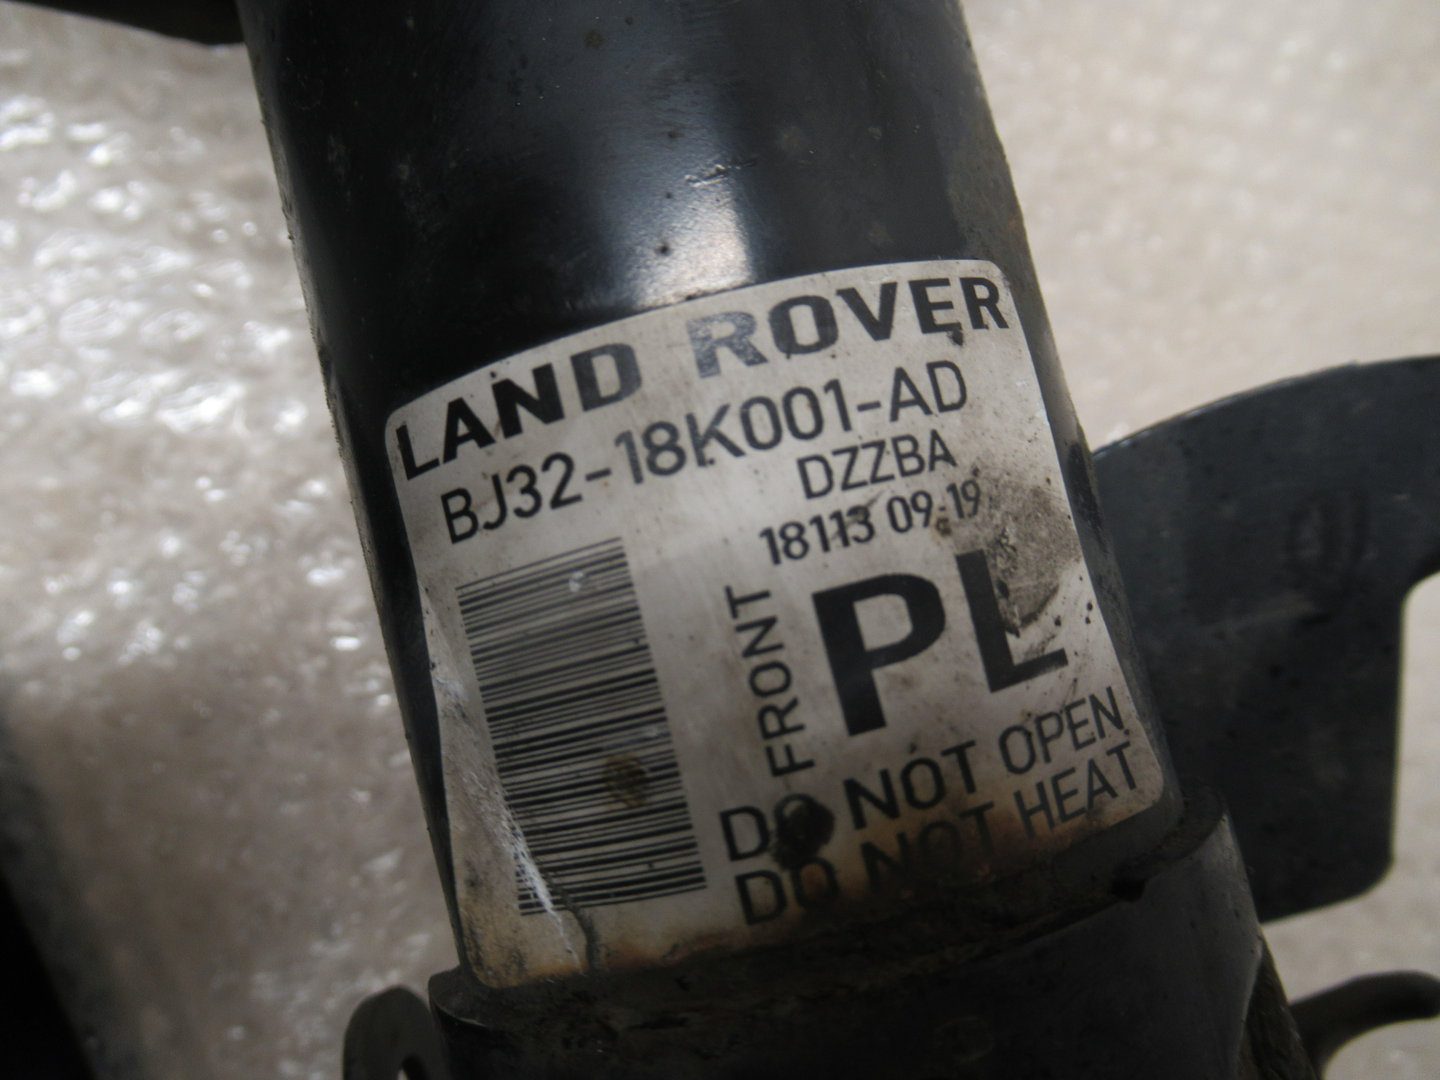 LAND ROVER
BJ32-18K001-AD
DZZBA
18113 09-19
FRONT
PL
DO NOT OPEN
DO NOT HEAT